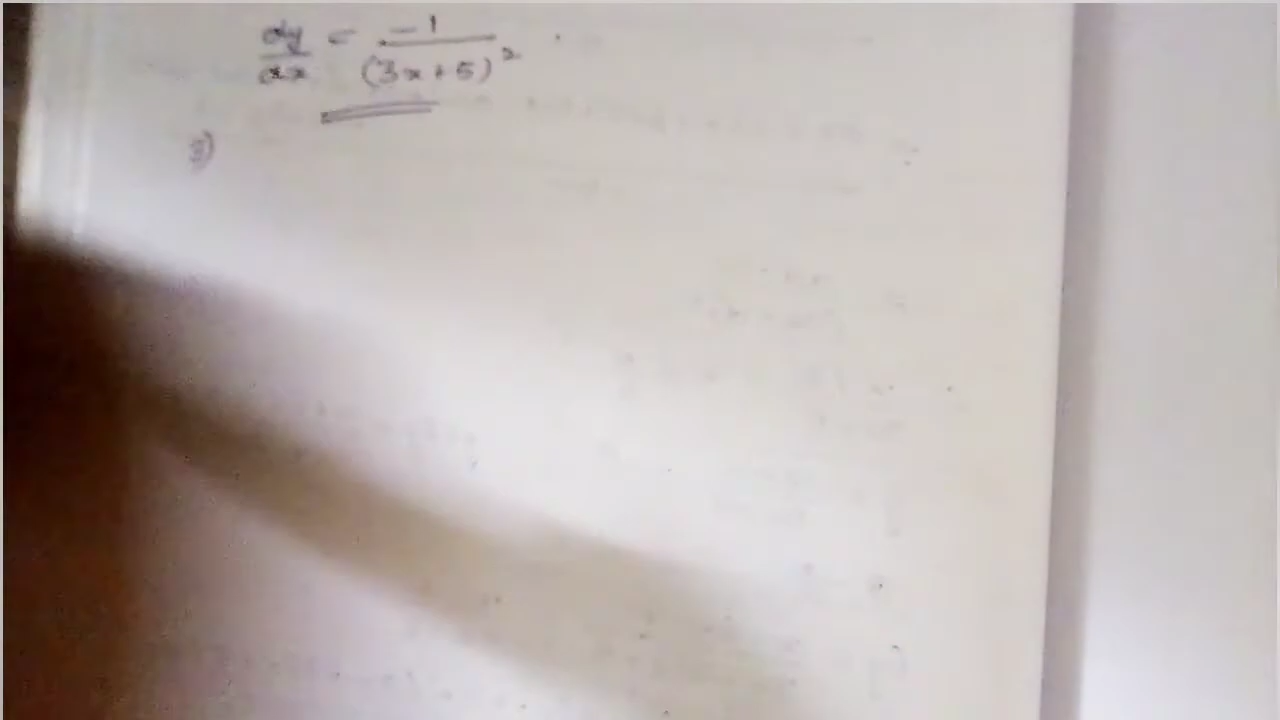 dy/dx = -1/(3x+5)²
3)